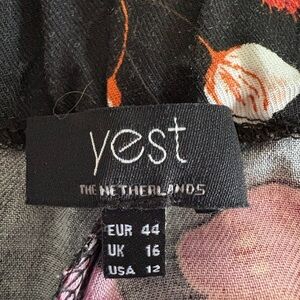 yest
THE NETHERLANDS
EUR 44
UK 16
USA 12